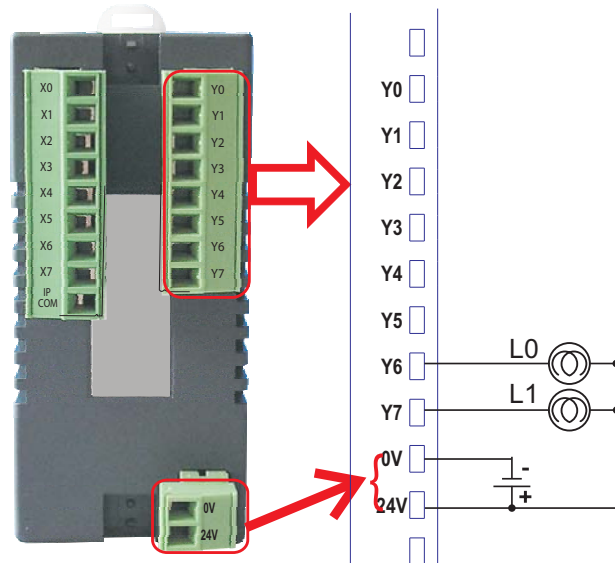 X0
X1
X2
X3
X4
X5
X6
X7
IP
COM
Y0
Y1
Y2
Y3
Y4
Y5
Y6
Y7
0V
24V
Y0
Y1
Y2
Y3
Y4
Y5
Y6
Y7
0V
24V
L0
L1
-
+